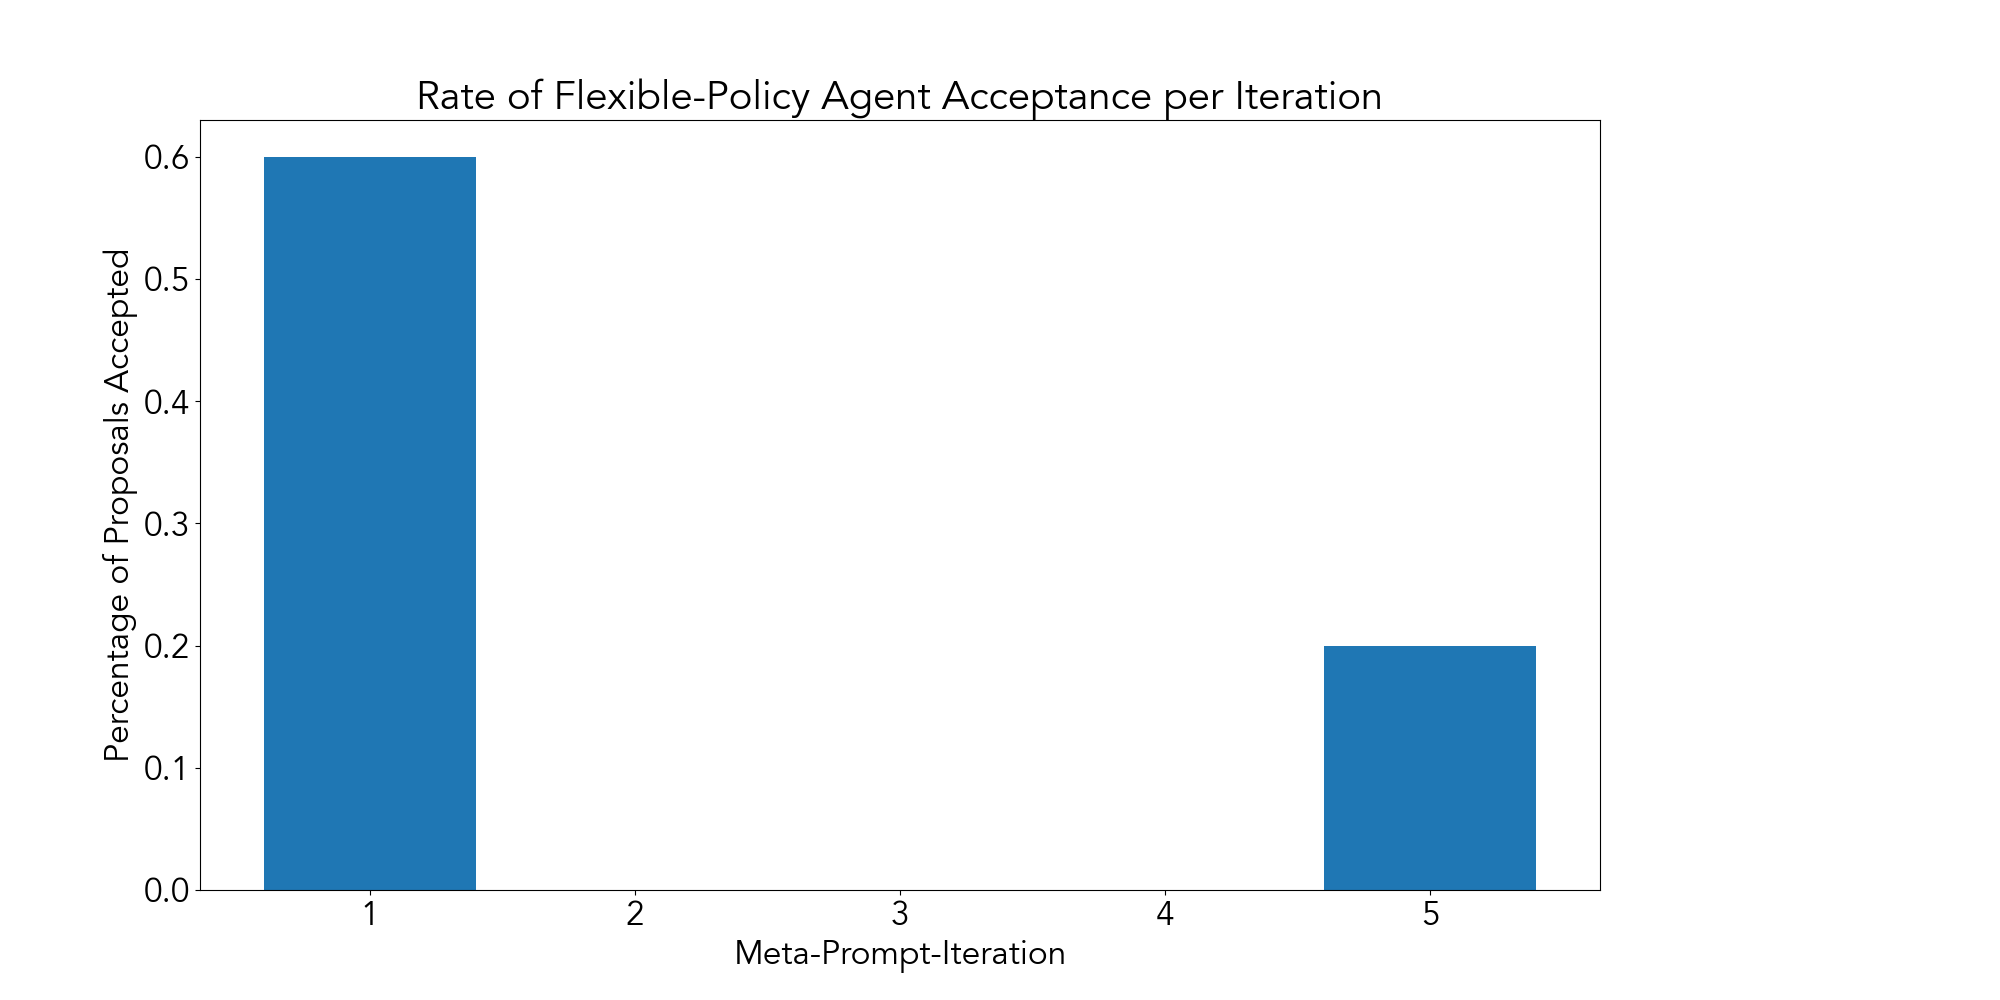 Rate of Flexible-Policy Agent Acceptance per Iteration
Percentage of Proposals Accepted
0.6
0.5
0.4
0.3
0.2
0.1
0.0
1 2 3 4 5
Meta-Prompt-Iteration